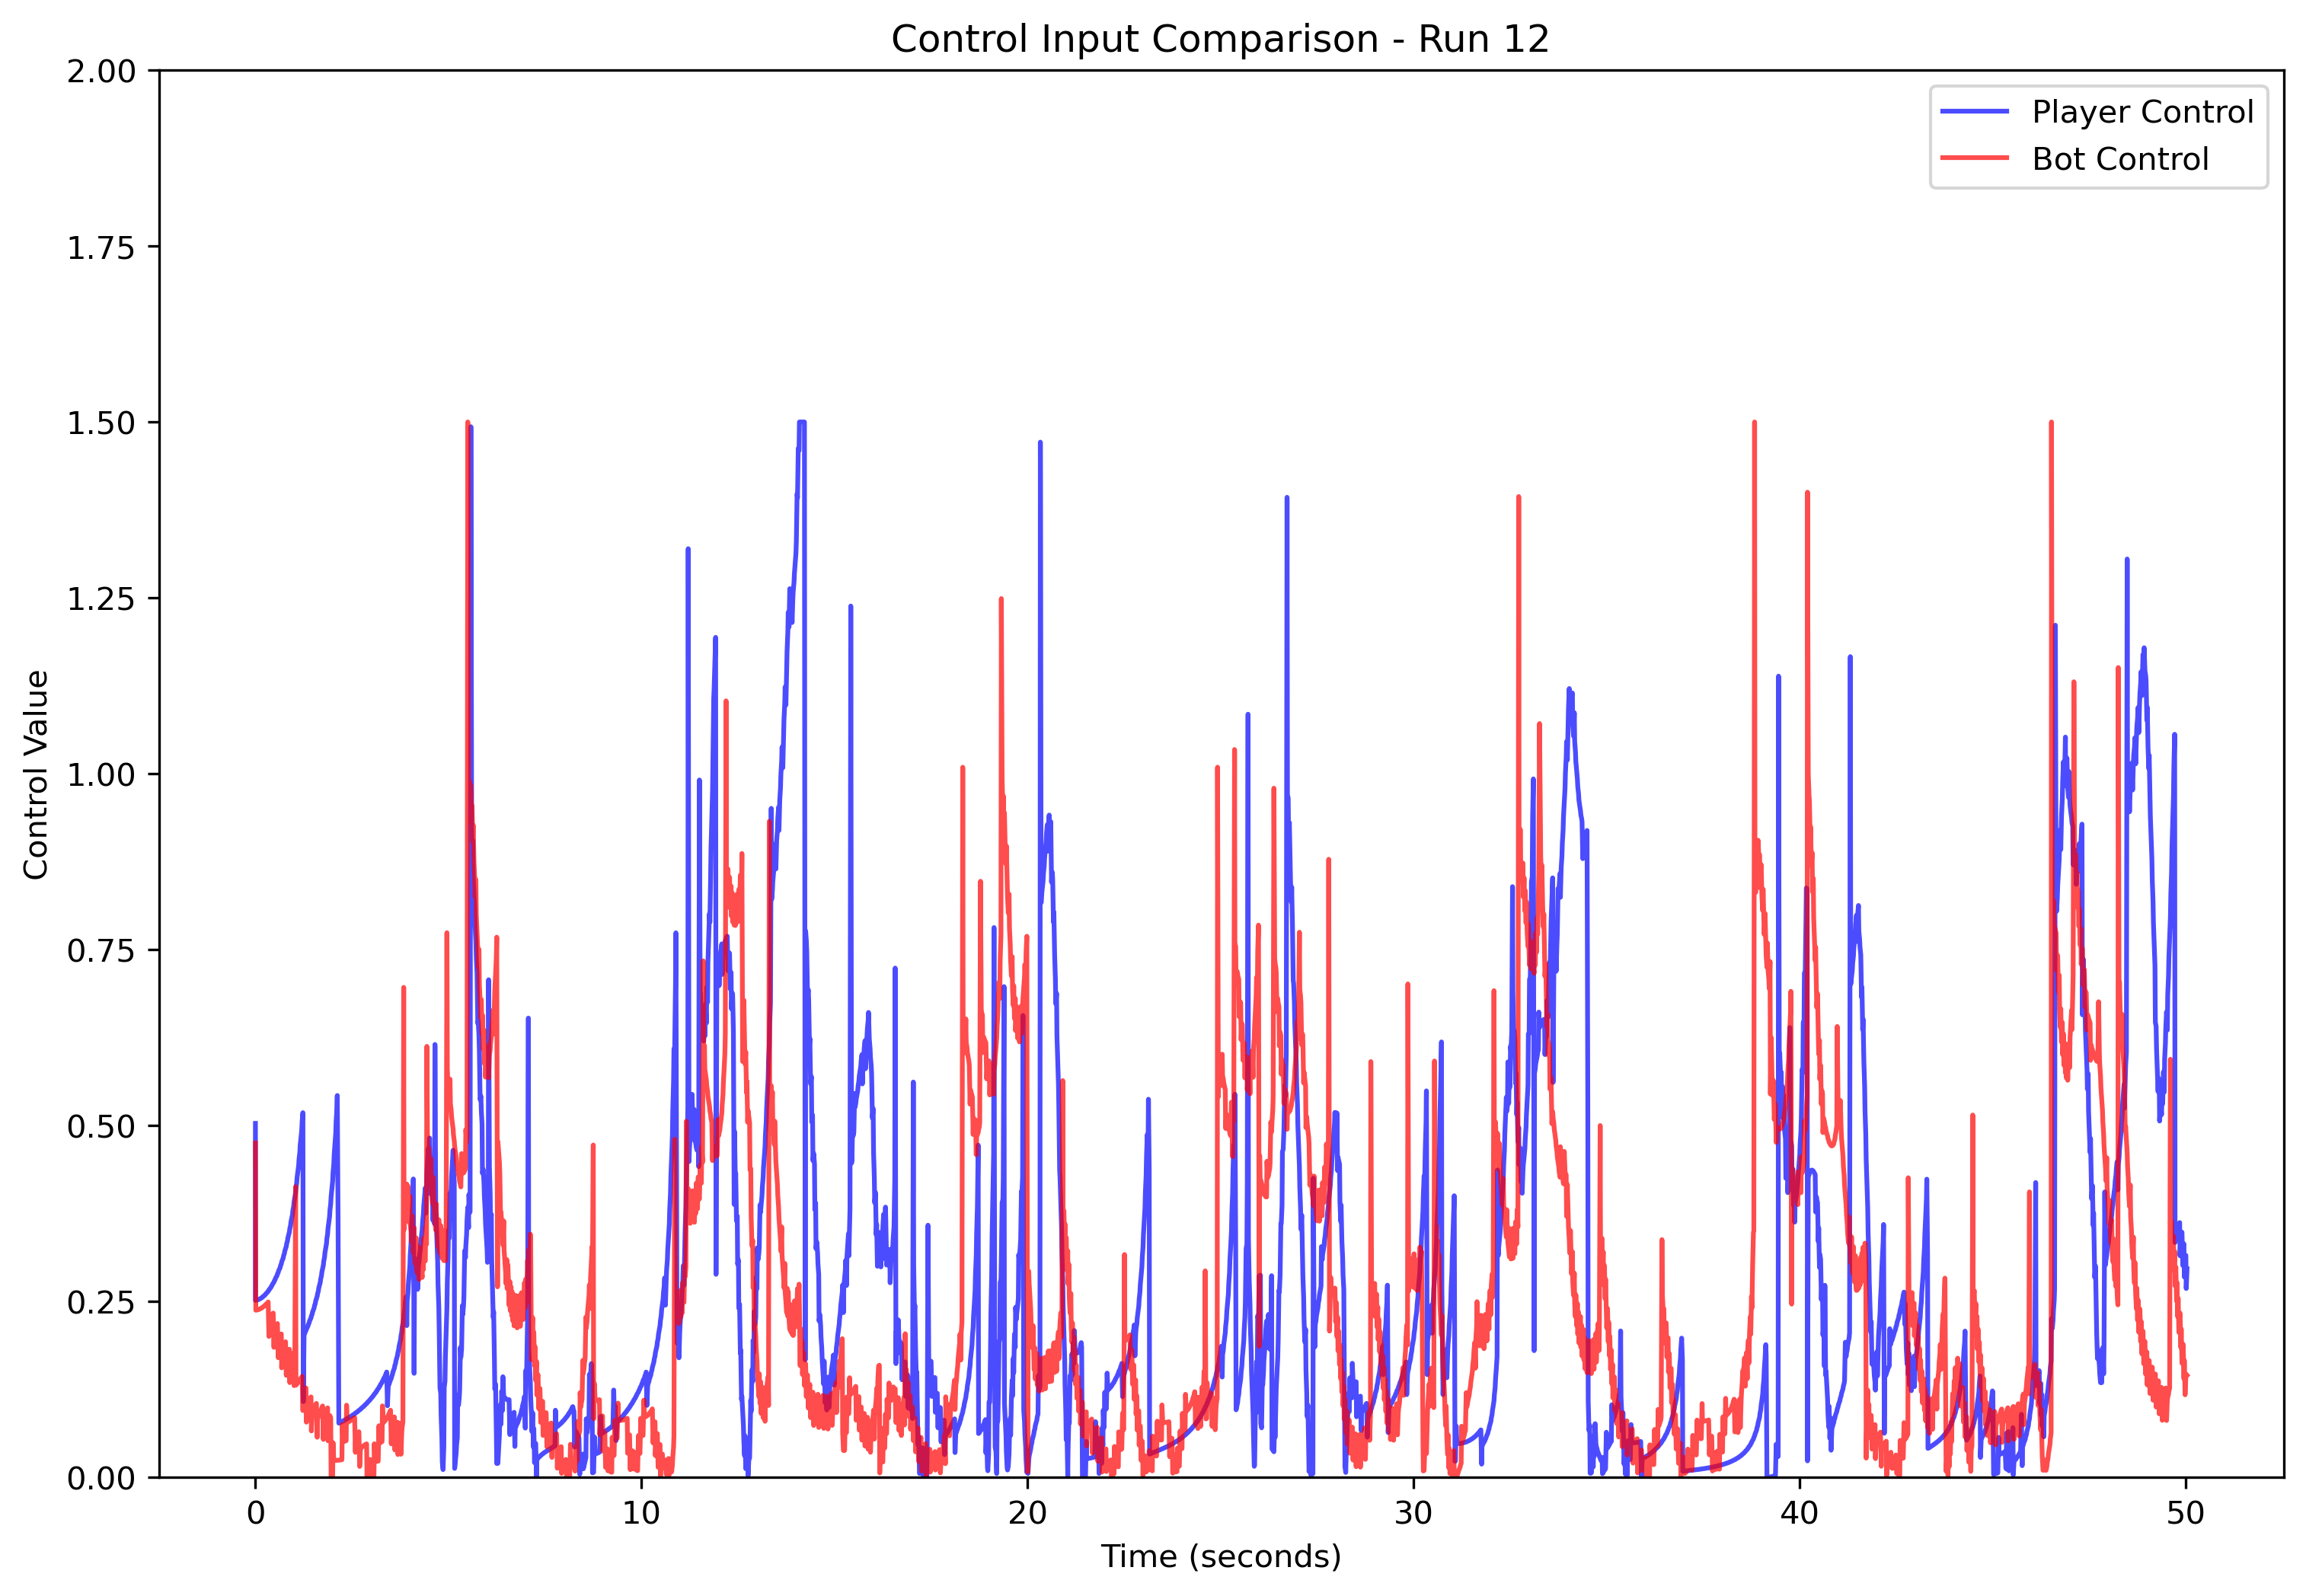 Control Input Comparison - Run 12
Player Control
Bot Control
2.00
1.75
1.50
1.25
1.00
0.75
0.50
0.25
0.00
Control Value
0 10 20 30 40 50
Time (seconds)